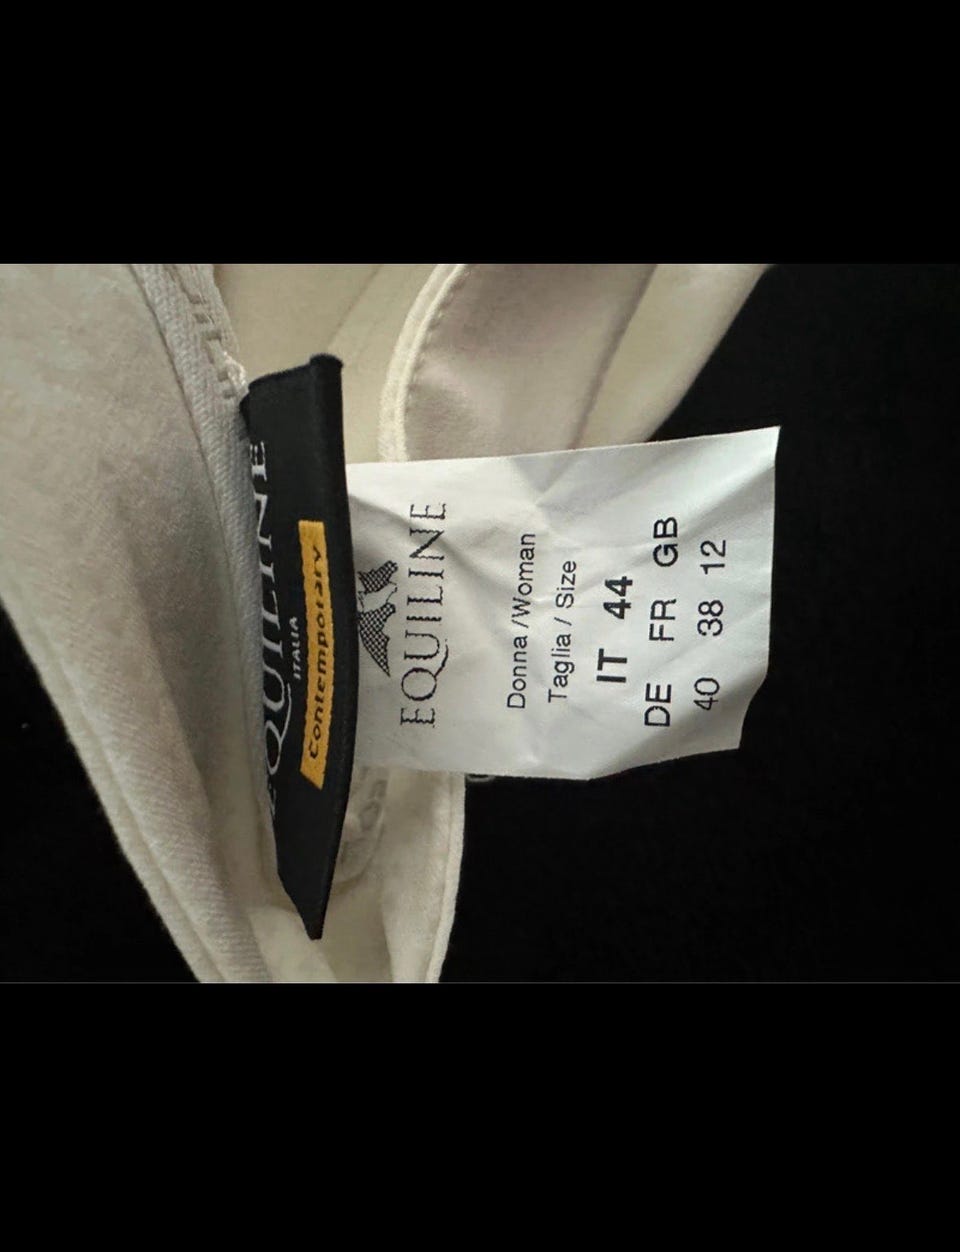 EQUILINE
ITALIA
Contemporary
EQUILINE
Donna /Woman
Taglia / Size
IT 44
DE FR GB
40 38 12